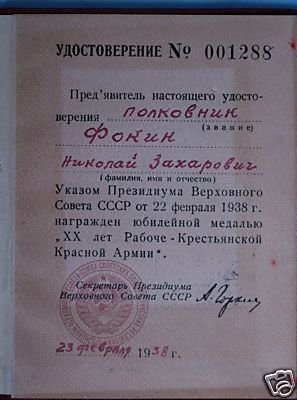 УДОСТОВЕРЕНИЕ № 001288
Пред'явитель настоящего удосто-
верения полковник
(звание)
Фокин
Николай Захарович
(фамилия, имя и отчество)
Указом Президиума Верховного
Совета СССР от 22 февраля 1938 г.
награжден юбилейной медалью
„XX лет Рабоче-Крестьянской
Красной Армии".
Секретарь Президиума
Верховного Совета СССР А. Горкин
23 февраля 1938 г.